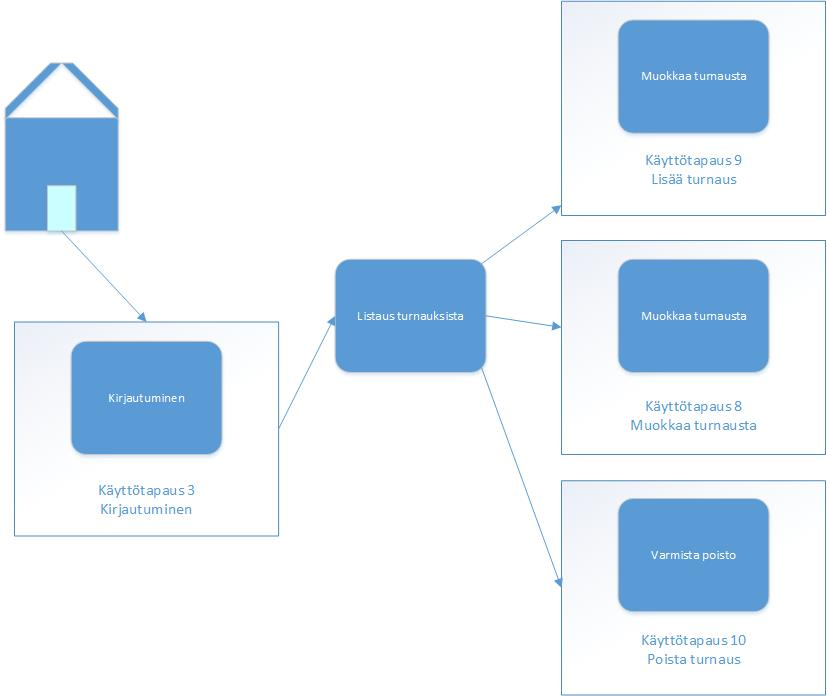 Muokkaa turnausta
Käyttötapaus 9
Lisää turnaus
Listaus turnauksista
Muokkaa turnausta
Käyttötapaus 8
Muokkaa turnausta
Kirjautuminen
Käyttötapaus 3
Kirjautuminen
Varmista poisto
Käyttötapaus 10
Poista turnaus